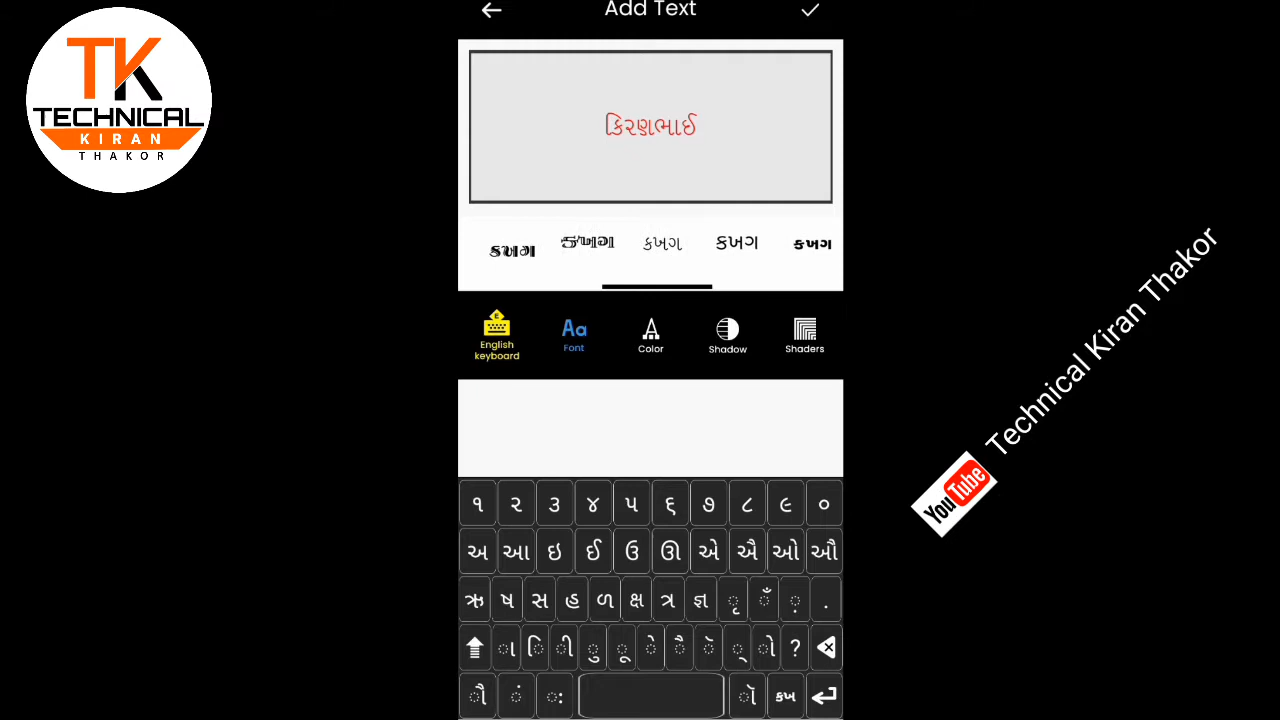 TK
TECHNICAL
KIRAN
THAKOR
Add Text
કિરણભાઈ
કખગ કખગ કખગ કખગ કખગ
E
English keyboard
Aa
Font
A
Color
Shadow
Shaders
YouTube Technical Kiran Thakor
૧ ૨ ૩ ૪ ૫ ૬ ૭ ૮ ૯ ૦
અ આ ઇ ઈ ઉ ઊ એ ઐ ઓ ઔ
ઋ ષ સ હ ળ ક્ષ ત્ર જ્ઞ ૃ ઁ ઼ .
ા િ ી ુ ૂ ે ૈ ૅ ્ ો ?
ૌ ં ઃ ૉ કખ